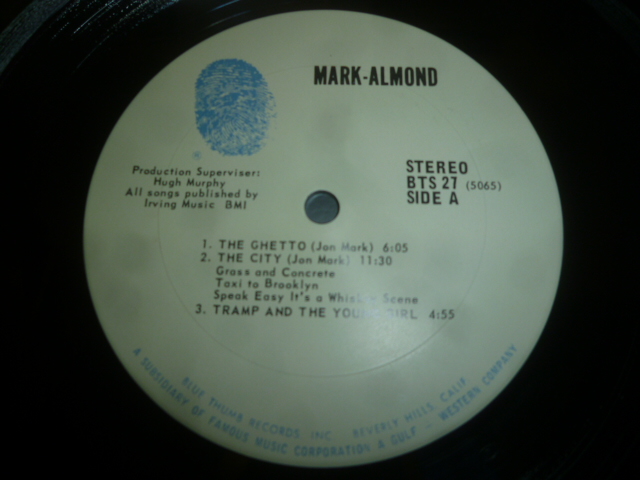 MARK-ALMOND
Production Superviser:
Hugh Murphy
All songs published by
Irving Music BMI
STEREO
BTS 27 (5065)
SIDE A
1. THE GHETTO (Jon Mark) 6:05
2. THE CITY (Jon Mark) 11:30
Grass and Concrete
Taxi to Brooklyn
Speak Easy It's a Whiskey Scene
3. TRAMP AND THE YOUNG GIRL 4:55
BLUE THUMB RECORDS, INC. BEVERLY HILLS, CALIF.
A SUBSIDIARY OF FAMOUS MUSIC CORPORATION A GULF - WESTERN COMPANY